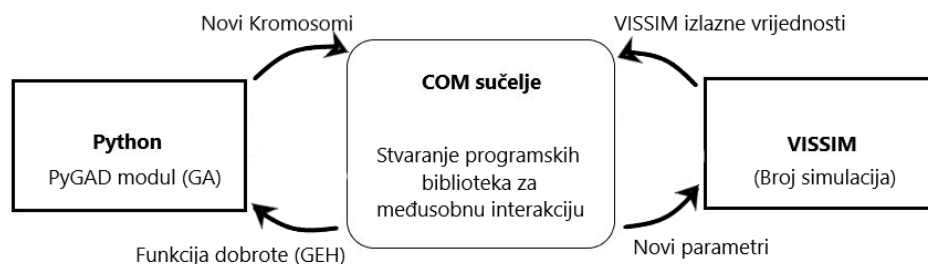 Novi Kromosomi
VISSIM izlazne vrijednosti
COM sučelje
Stvaranje programskih
biblioteka za
međusobnu interakciju
Python
PyGAD modul (GA)
VISSIM
(Broj simulacija)
Funkcija dobrote (GEH)
Novi parametri